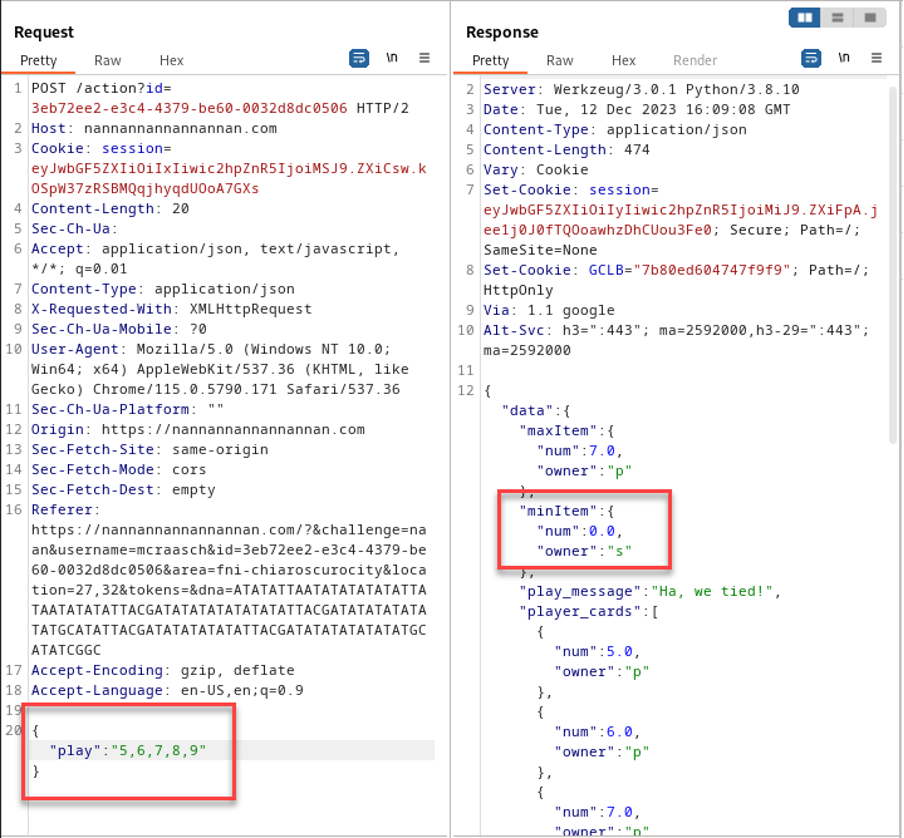 Request
Pretty Raw Hex \n
1 POST /action?id=
3eb72ee2-e3c4-4379-be60-0032d8dc0506 HTTP/2
2 Host: nannannannannannan.com
3 Cookie: session=
eyJwbGF5ZXIiOiIxIiwic2hpZnR5IjoiMSJ9.ZXiCsw.k
OSpW37zRSBMQqjhyqdUOoA7GXs
4 Content-Length: 20
5 Sec-Ch-Ua:
6 Accept: application/json, text/javascript,
*/*; q=0.01
7 Content-Type: application/json
8 X-Requested-With: XMLHttpRequest
9 Sec-Ch-Ua-Mobile: ?0
10 User-Agent: Mozilla/5.0 (Windows NT 10.0;
Win64; x64) AppleWebKit/537.36 (KHTML, like
Gecko) Chrome/115.0.5790.171 Safari/537.36
11 Sec-Ch-Ua-Platform: ""
12 Origin: https://nannannannannannan.com
13 Sec-Fetch-Site: same-origin
14 Sec-Fetch-Mode: cors
15 Sec-Fetch-Dest: empty
16 Referer:
https://nannannannannannan.com/?&challenge=na
an&username=mcraasch&id=3eb72ee2-e3c4-4379-be
60-0032d8dc0506&area=fni-chiaroscurocity&loca
tion=27,32&tokens=&dna=ATATATTAATATATATATATTA
TAATATATATTACGATATATATATATATTACGATATATATATA
TATGCATATTACGATATATATATATTACGATATATATATATATGC
ATATCGGC
17 Accept-Encoding: gzip, deflate
18 Accept-Language: en-US,en;q=0.9
19
20 {
"play":"5,6,7,8,9"
}
Response
Pretty Raw Hex Render \n
2 Server: Werkzeug/3.0.1 Python/3.8.10
3 Date: Tue, 12 Dec 2023 16:09:08 GMT
4 Content-Type: application/json
5 Content-Length: 474
6 Vary: Cookie
7 Set-Cookie: session=
eyJwbGF5ZXIiOiIyIiwic2hpZnR5IjoiMiJ9.ZXiFpA.j
ee1j0J0fTQOoawhzDhCUou3Fe0; Secure; Path=/;
SameSite=None
8 Set-Cookie: GCLB="7b80ed604747f9f9"; Path=/;
HttpOnly
9 Via: 1.1 google
10 Alt-Svc: h3=":443"; ma=2592000,h3-29=":443";
ma=2592000
11
12 {
"data":{
"maxItem":{
"num":7.0,
"owner":"p"
},
"minItem":{
"num":0.0,
"owner":"s"
},
"play_message":"Ha, we tied!",
"player_cards":[
{
"num":5.0,
"owner":"p"
},
{
"num":6.0,
"owner":"p"
},
{
"num":7.0,
"owner":"p"